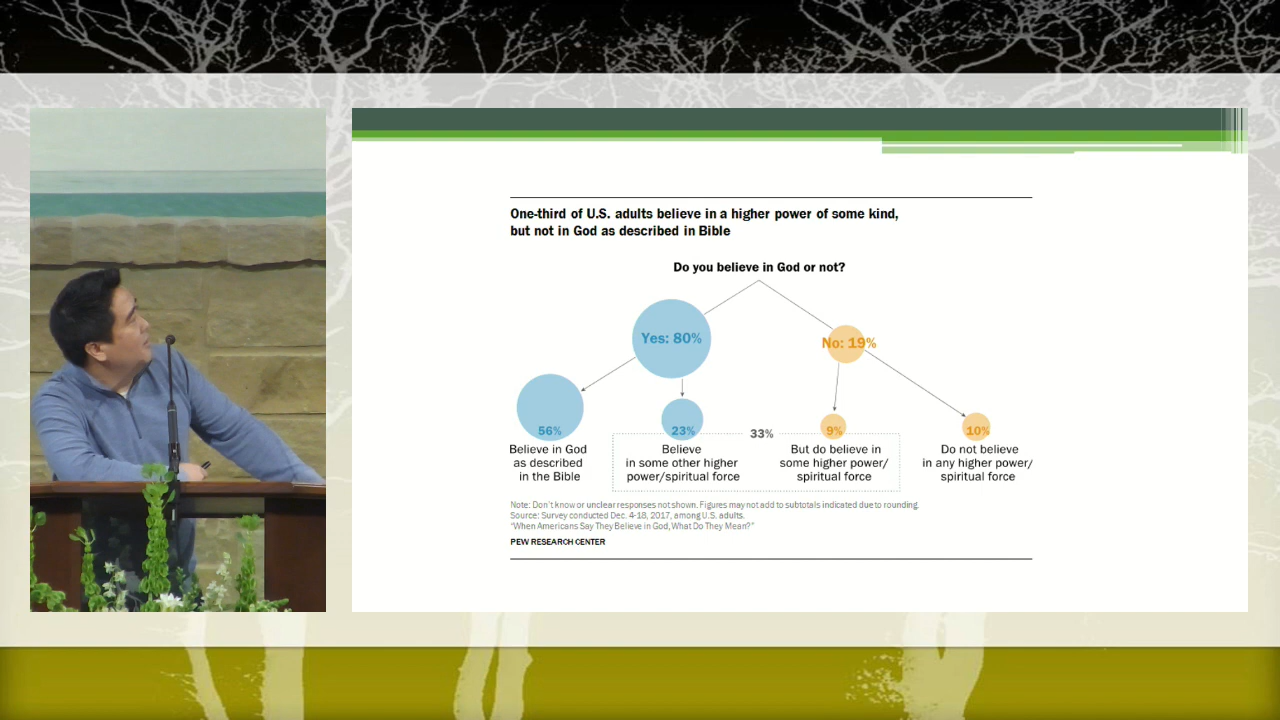 One-third of U.S. adults believe in a higher power of some kind,
but not in God as described in Bible
Do you believe in God or not?
Yes: 80%
No: 19%
56%
23%
33%
9%
10%
Believe in God
as described
in the Bible
Believe
in some other higher
power/spiritual force
But do believe in
some higher power/
spiritual force
Do not believe
in any higher power/
spiritual force
Note: Don't know or unclear responses not shown. Figures may not add to subtotals indicated due to rounding.
Source: Survey conducted Dec. 4-18, 2017, among U.S. adults.
"When Americans Say They Believe in God, What Do They Mean?"
PEW RESEARCH CENTER